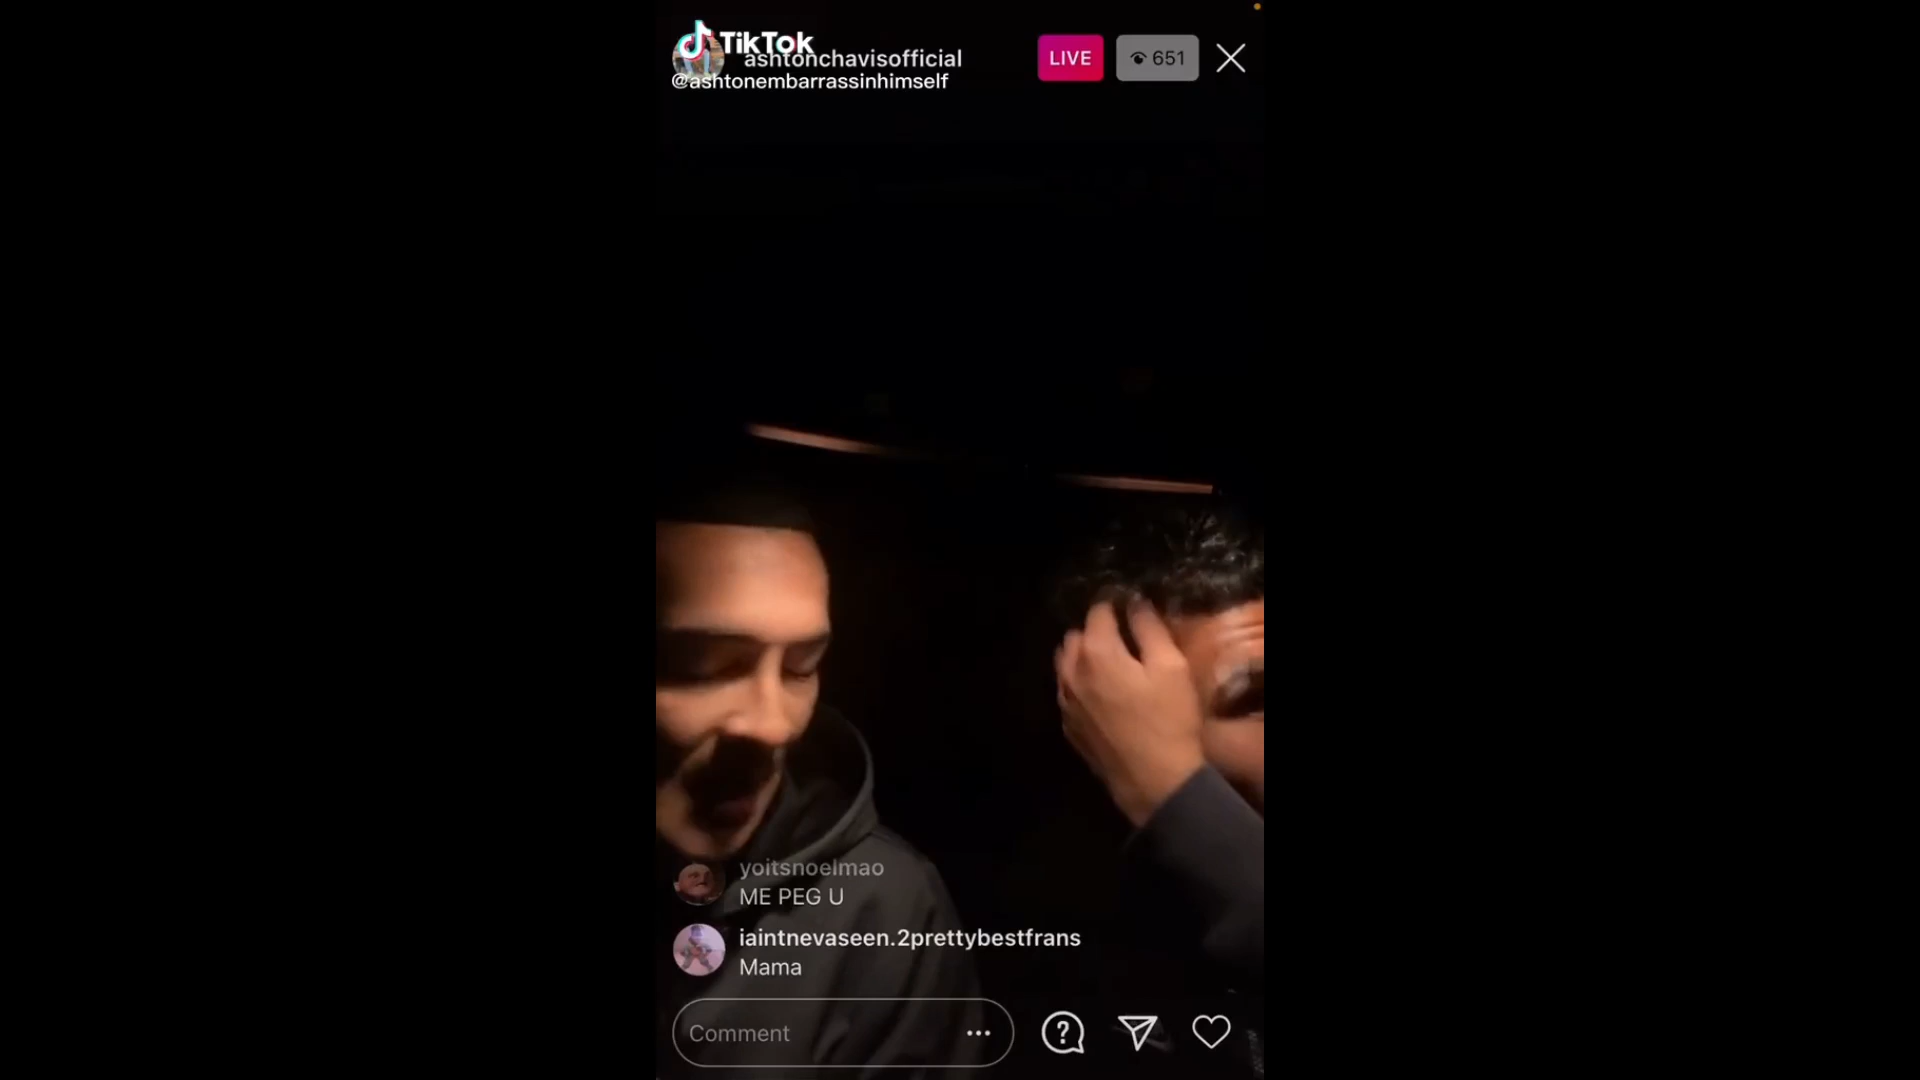 TikTok
ashtonchavisofficial
LIVE
651
@ashtonembarrassinhimself
yoitsnoelmao
ME PEG U
iaintnevaseen.2prettybestfrans
Mama
Comment